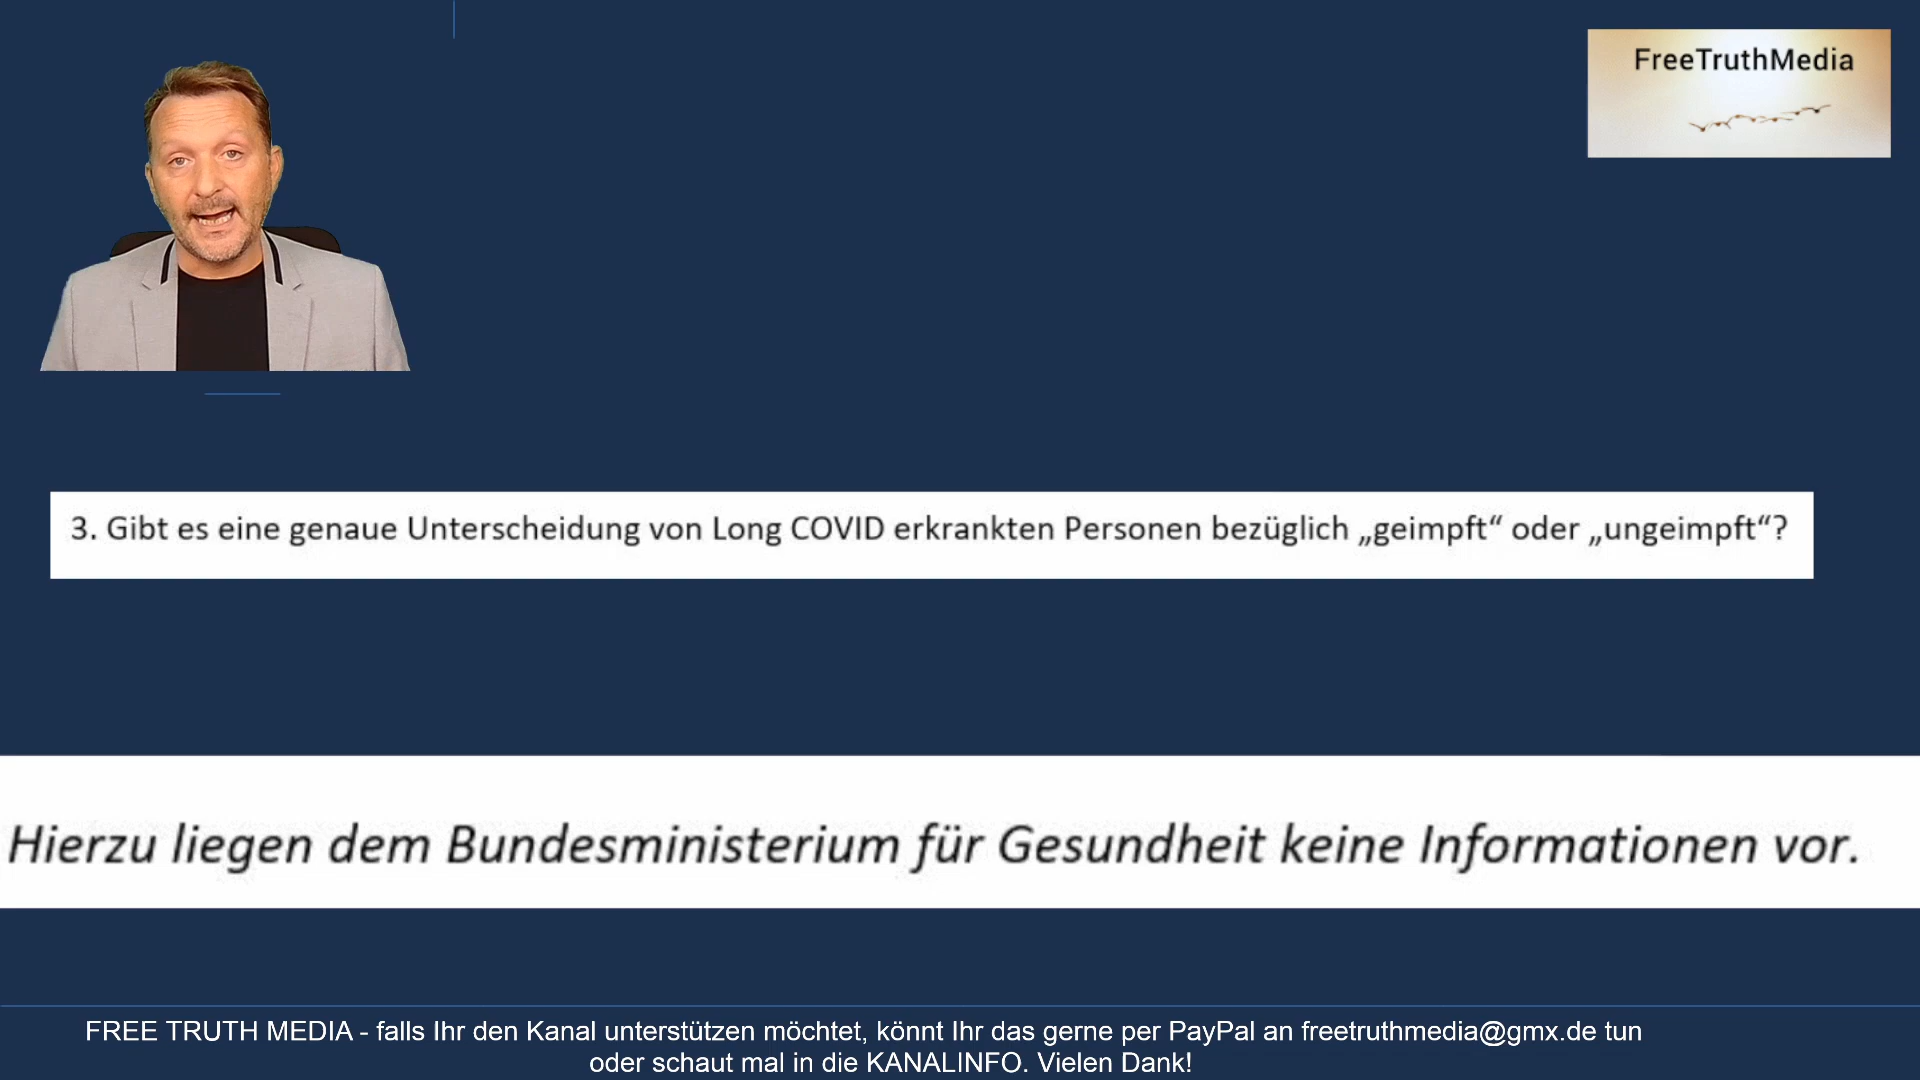 FreeTruthMedia
3. Gibt es eine genaue Unterscheidung von Long COVID erkrankten Personen bezüglich „geimpft“ oder „ungeimpft“?
Hierzu liegen dem Bundesministerium für Gesundheit keine Informationen vor.
FREE TRUTH MEDIA - falls Ihr den Kanal unterstützen möchtet, könnt Ihr das gerne per PayPal an freetruthmedia@gmx.de tun
oder schaut mal in die KANALINFO. Vielen Dank!